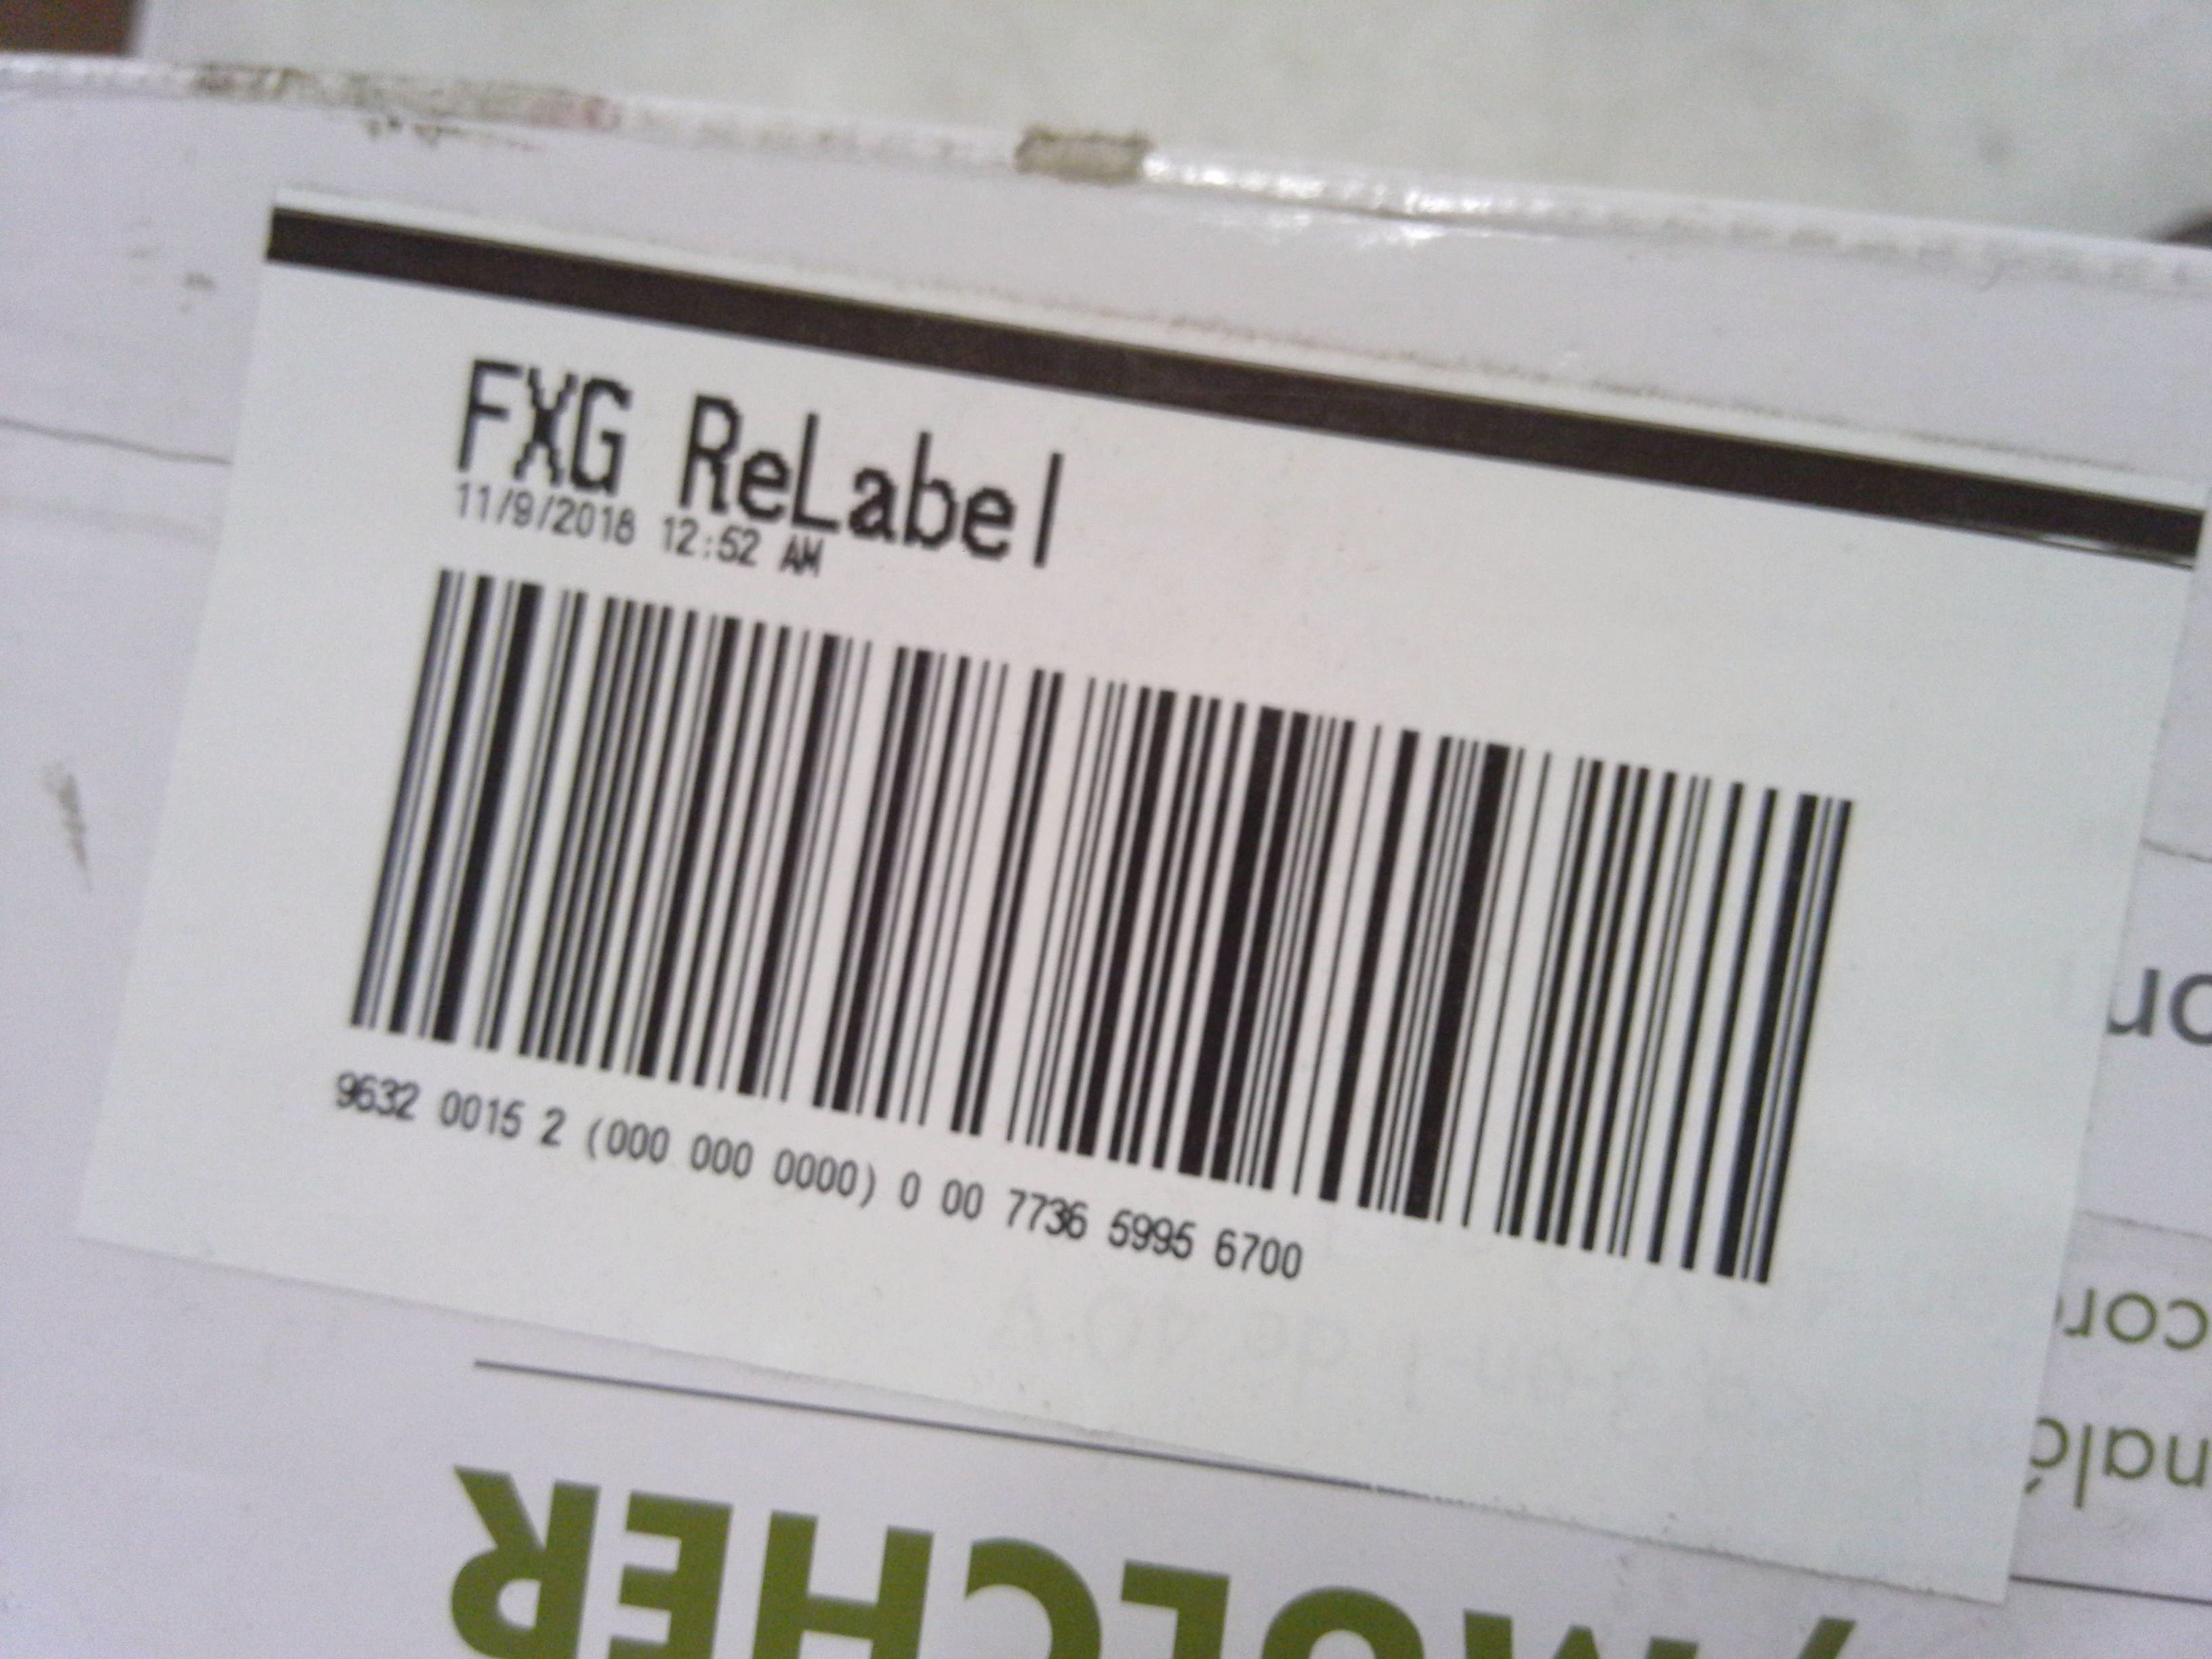 FXG ReLabel
11/9/2018 12:52 AM
9632 0015 2 (000 000 0000) 0 00 7736 5995 6700
/MULCHER